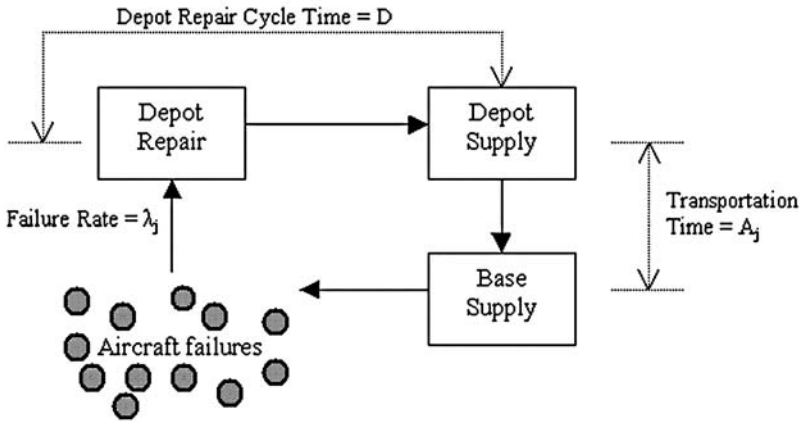 Depot Repair Cycle Time = D
Depot
Repair
Depot
Supply
Failure Rate = λj
Transportation
Time = Aj
Base
Supply
Aircraft failures